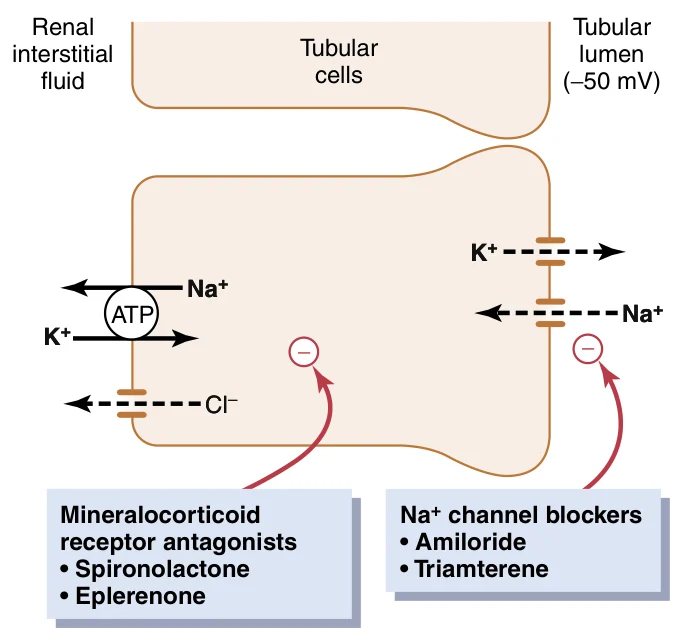 Renal
interstitial
fluid
Tubular
cells
Tubular
lumen
(–50 mV)
K⁺
Na⁺
ATP
K⁺
Na⁺
–
–
Cl⁻
Mineralocorticoid
receptor antagonists
• Spironolactone
• Eplerenone
Na⁺ channel blockers
• Amiloride
• Triamterene